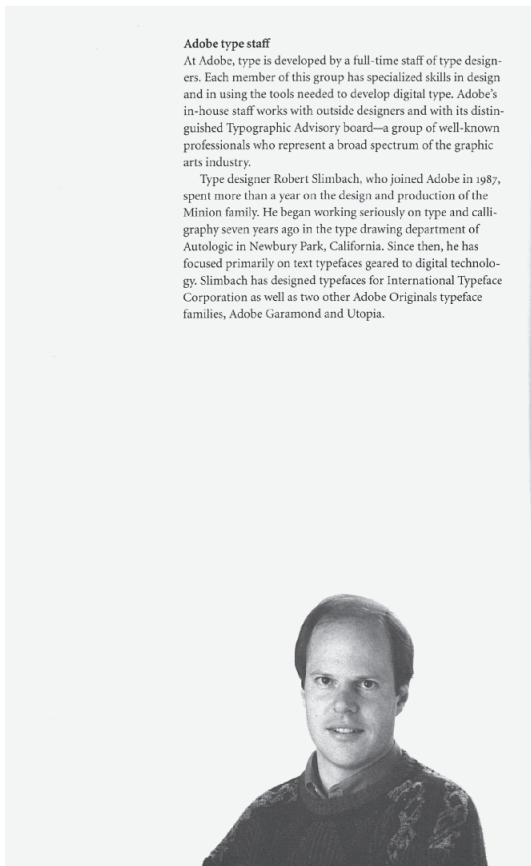 Adobe type staff
At Adobe, type is developed by a full-time staff of type design-
ers. Each member of this group has specialized skills in design
and in using the tools needed to develop digital type. Adobe's
in-house staff works with outside designers and with its distin-
guished Typographic Advisory board—a group of well-known
professionals who represent a broad spectrum of the graphic
arts industry.
Type designer Robert Slimbach, who joined Adobe in 1987,
spent more than a year on the design and production of the
Minion family. He began working seriously on type and calli-
graphy seven years ago in the type drawing department of
Autologic in Newbury Park, California. Since then, he has
focused primarily on text typefaces geared to digital technolo-
gy. Slimbach has designed typefaces for International Typeface
Corporation as well as two other Adobe Originals typeface
families, Adobe Garamond and Utopia.